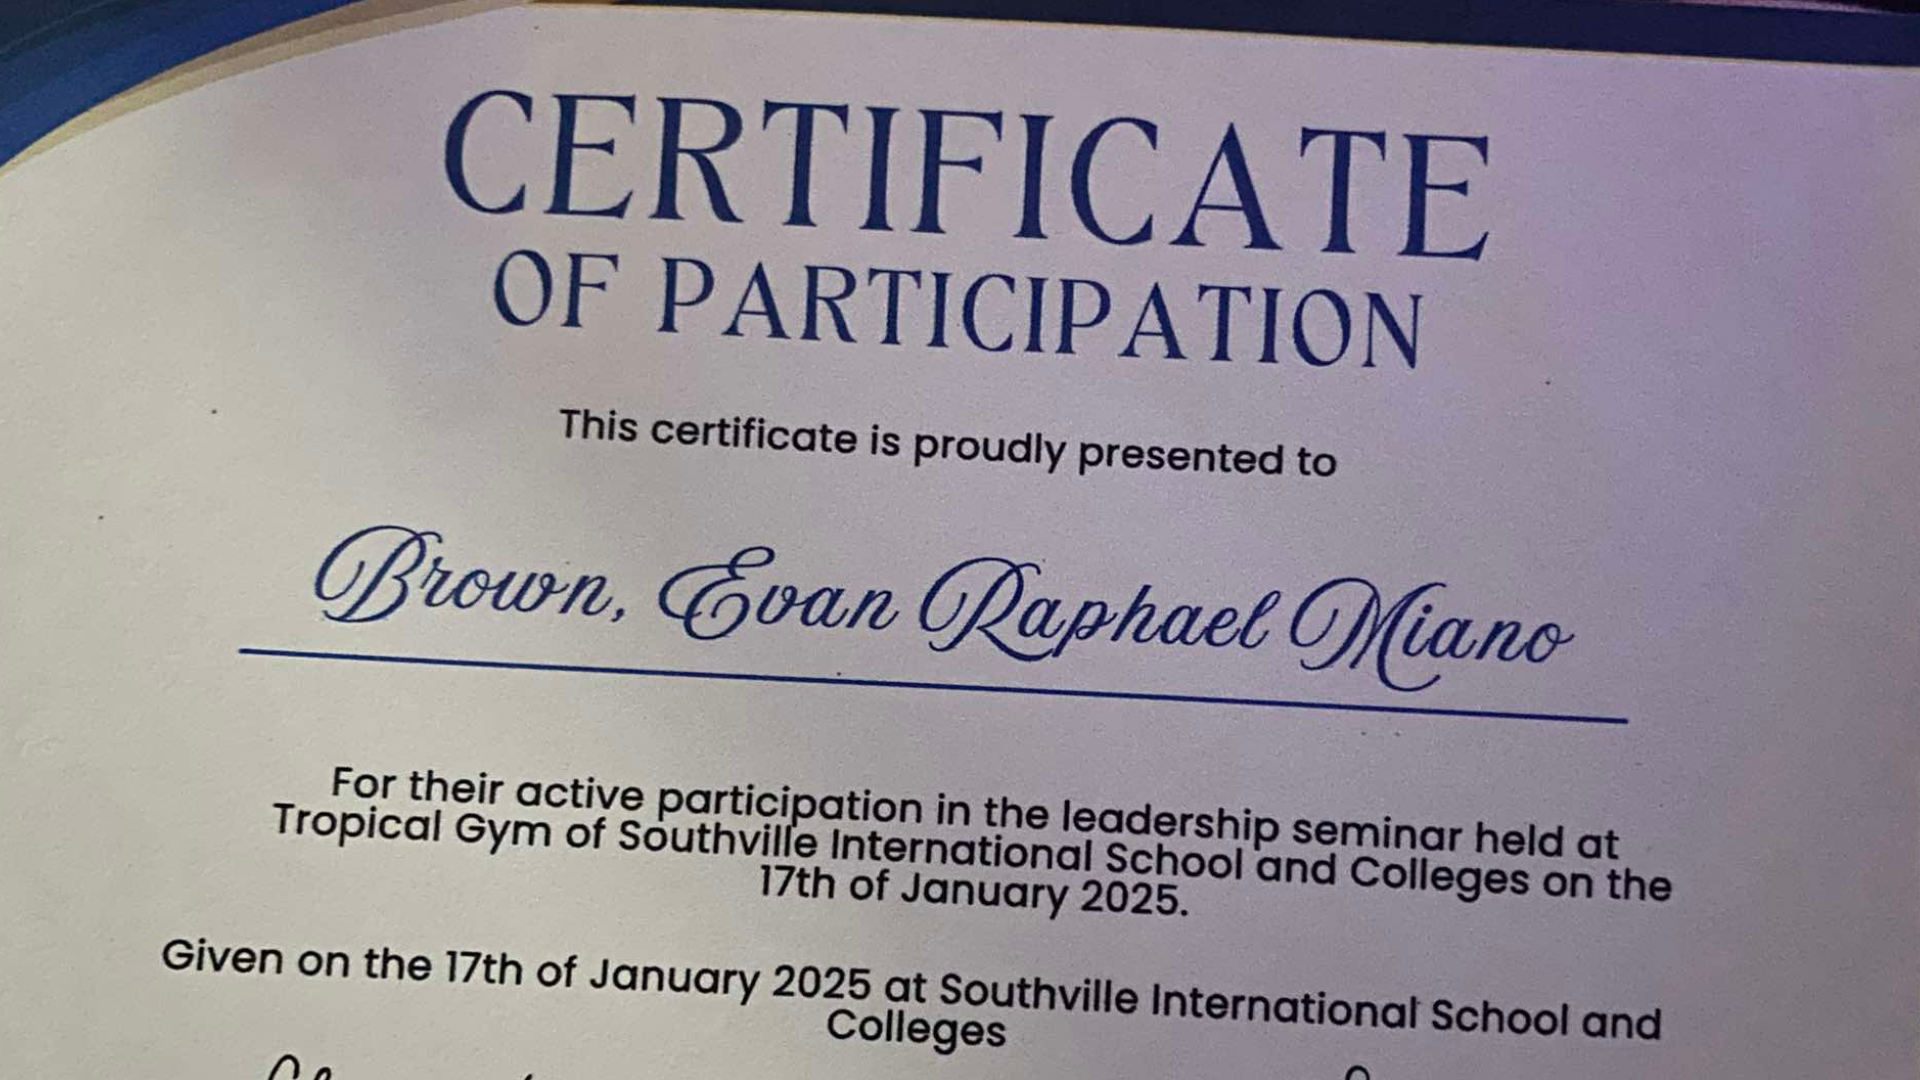 CERTIFICATE
OF PARTICIPATION
This certificate is proudly presented to
Brown, Evan Raphael Miano
For their active participation in the leadership seminar held at
Tropical Gym of Southville International School and Colleges on the
17th of January 2025.
Given on the 17th of January 2025 at Southville International School and
Colleges